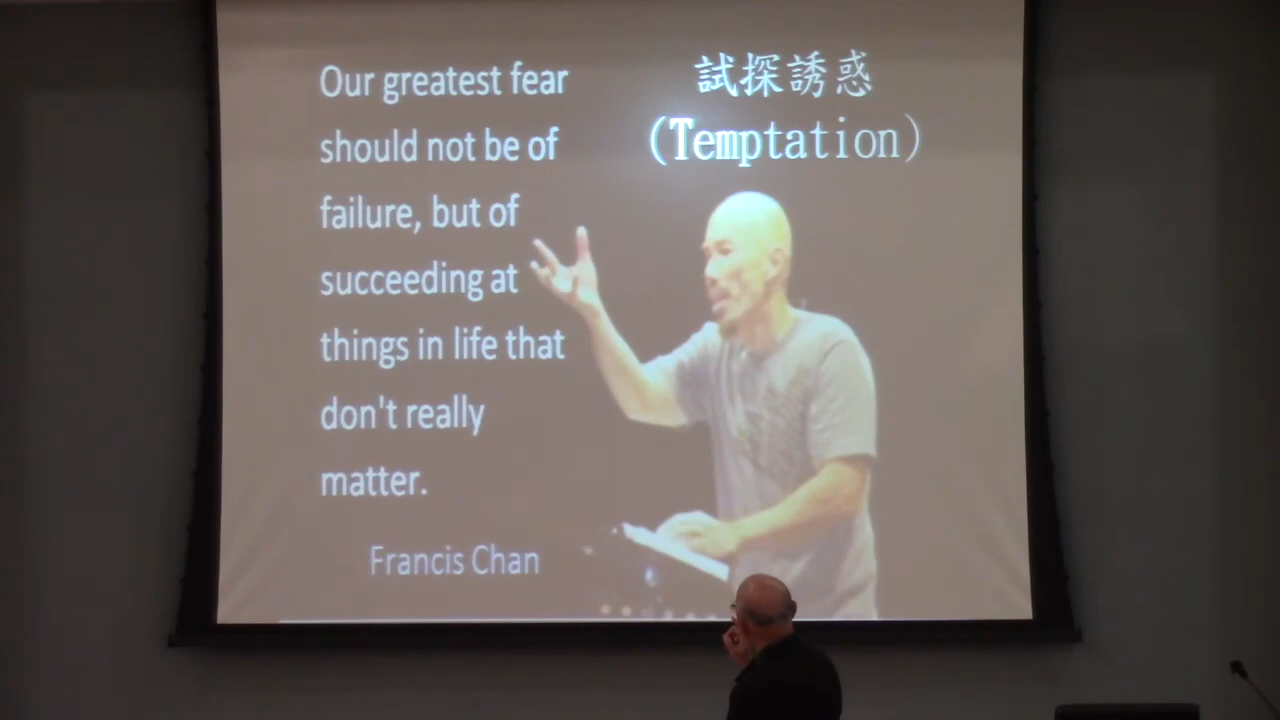 Our greatest fear
should not be of
failure, but of
succeeding at
things in life that
don't really
matter.
Francis Chan
試探誘惑
(Temptation)